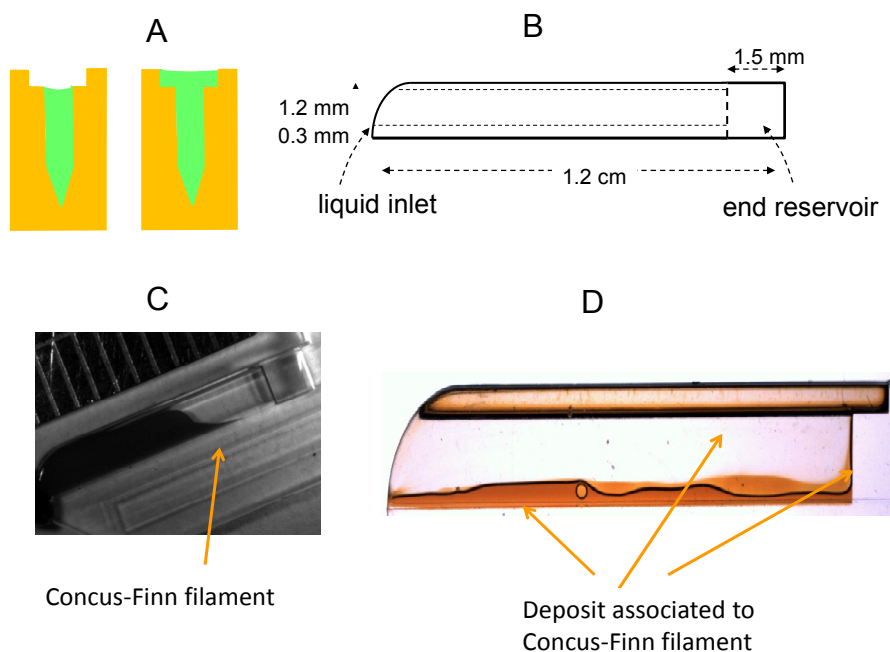 A
B
1.5 mm
1.2 mm
0.3 mm
1.2 cm
liquid inlet
end reservoir
C
D
Concus-Finn filament
Deposit associated to
Concus-Finn filament